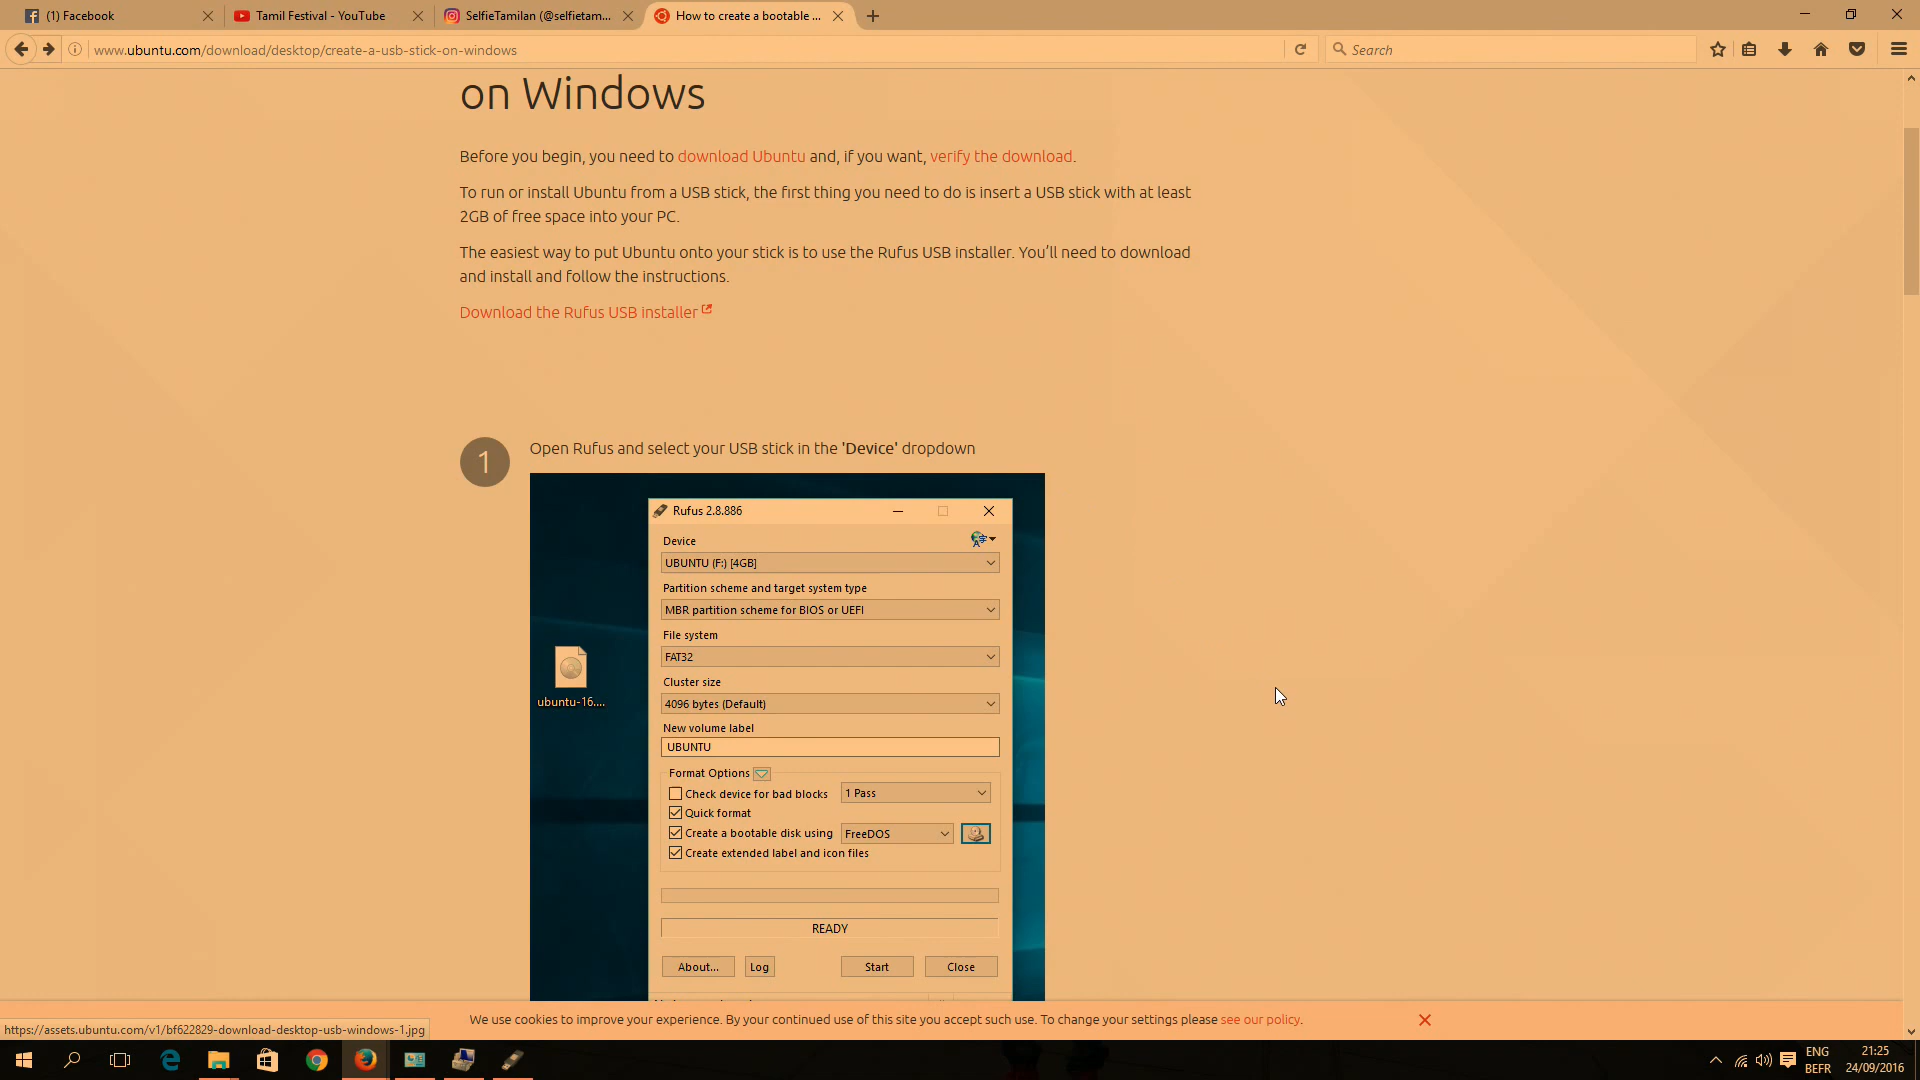 (1) Facebook
Tamil Festival - YouTube
SelfieTamilan (@selfietam...
How to create a bootable ...
www.ubuntu.com/download/desktop/create-a-usb-stick-on-windows
Search
on Windows
Before you begin, you need to download Ubuntu and, if you want, verify the download.
To run or install Ubuntu from a USB stick, the first thing you need to do is insert a USB stick with at least
2GB of free space into your PC.
The easiest way to put Ubuntu onto your stick is to use the Rufus USB installer. You’ll need to download
and install and follow the instructions.
Download the Rufus USB installer
1
Open Rufus and select your USB stick in the 'Device' dropdown
Rufus 2.8.886
Device
UBUNTU (F:) [4GB]
Partition scheme and target system type
MBR partition scheme for BIOS or UEFI
File system
FAT32
ubuntu-16....
Cluster size
4096 bytes (Default)
New volume label
UBUNTU
Format Options
Check device for bad blocks
1 Pass
Quick format
Create a bootable disk using
FreeDOS
Create extended label and icon files
READY
About...
Log
Start
Close
We use cookies to improve your experience. By your continued use of this site you accept such use. To change your settings please see our policy.
https://assets.ubuntu.com/v1/bf622829-download-desktop-usb-windows-1.jpg
ENG
BEFR
21:25
24/09/2016